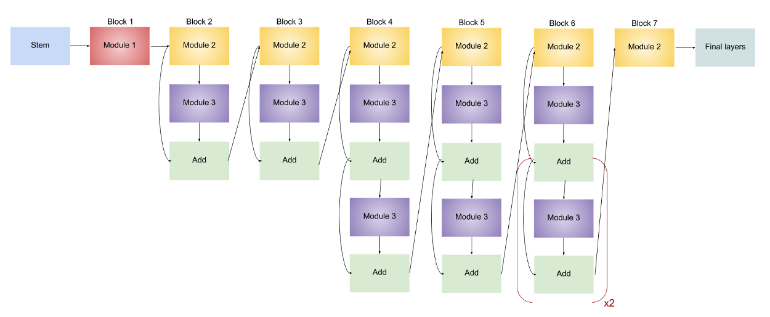 Block 1
Block 2
Block 3
Block 4
Block 5
Block 6
Block 7
Stem
Module 1
Module 2
Module 2
Module 2
Module 2
Module 2
Module 2
Final layers
Module 3
Module 3
Module 3
Module 3
Module 3
Add
Add
Add
Add
Add
Module 3
Module 3
Module 3
Add
Add
Add
x2